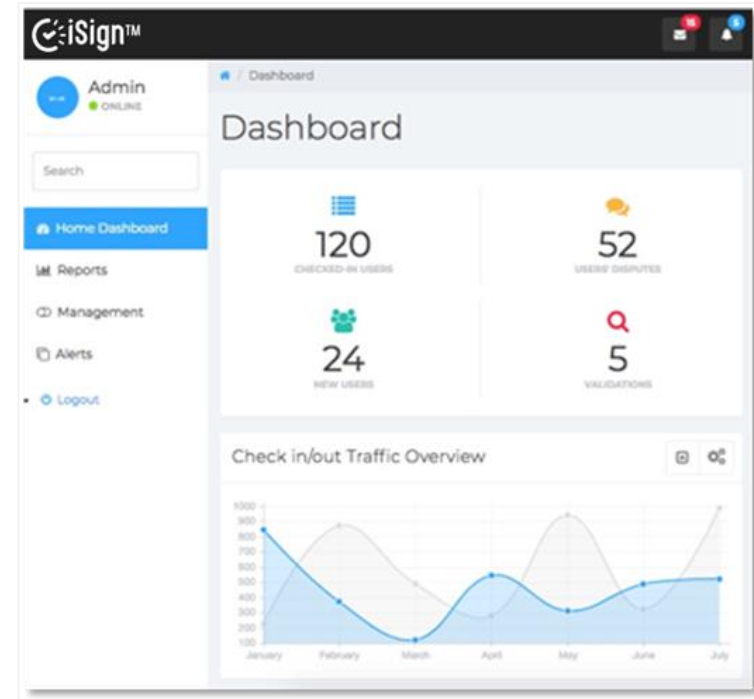 iSign™
15
5
Admin
ONLINE
/ Dashboard
Dashboard
Search
Home Dashboard
Reports
Management
Alerts
Logout
120
CHECKED-IN USERS
52
USERS' DISPUTES
24
NEW USERS
5
VALIDATIONS
Check in/out Traffic Overview
1000
900
800
700
600
500
400
300
200
100
January February March April May June July